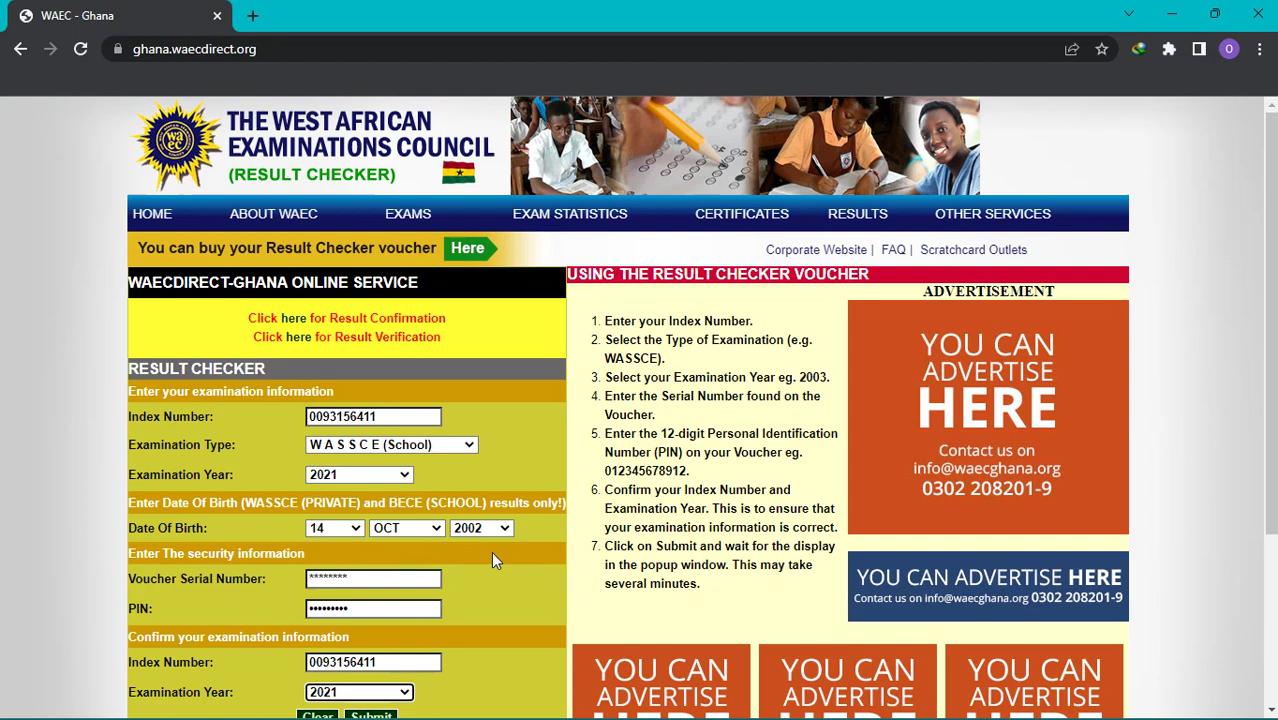 WAEC - Ghana
ghana.waecdirect.org
O
THE WEST AFRICAN
EXAMINATIONS COUNCIL
(RESULT CHECKER)
HOME ABOUT WAEC EXAMS EXAM STATISTICS CERTIFICATES RESULTS OTHER SERVICES
You can buy your Result Checker voucher Here
Corporate Website | FAQ | Scratchcard Outlets
WAECDIRECT-GHANA ONLINE SERVICE
Click here for Result Confirmation
Click here for Result Verification
RESULT CHECKER
Enter your examination information
Index Number: 0093156411
Examination Type: W A S S C E (School)
Examination Year: 2021
Enter Date Of Birth (WASSCE (PRIVATE) and BECE (SCHOOL) results only!)
Date Of Birth: 14 OCT 2002
Enter The security information
Voucher Serial Number: ********
PIN: •••••••••
Confirm your examination information
Index Number: 0093156411
Examination Year: 2021
Clear Submit
USING THE RESULT CHECKER VOUCHER
1. Enter your Index Number.
2. Select the Type of Examination (e.g.
WASSCE).
3. Select your Examination Year eg. 2003.
4. Enter the Serial Number found on the
Voucher.
5. Enter the 12-digit Personal Identification
Number (PIN) on your Voucher eg.
012345678912.
6. Confirm your Index Number and
Examination Year. This is to ensure that
your examination information is correct.
7. Click on Submit and wait for the display
in the popup window. This may take
several minutes.
ADVERTISEMENT
YOU CAN
ADVERTISE
HERE
Contact us on
info@waecghana.org
0302 208201-9
YOU CAN ADVERTISE HERE
Contact us on info@waecghana.org 0302 208201-9
YOU CAN
ADVERTISE
HERE
YOU CAN
ADVERTISE
HERE
YOU CAN
ADVERTISE
HERE